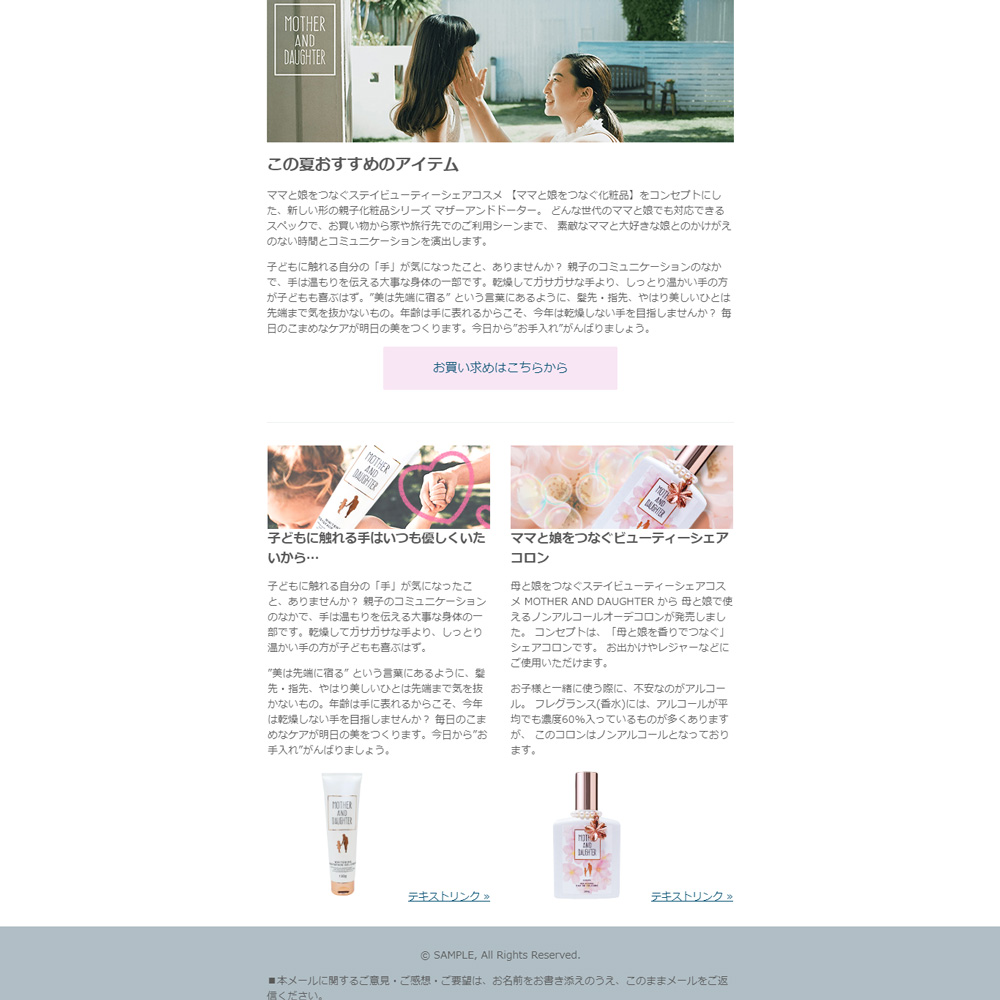 MOTHER
AND
DAUGHTER
この夏おすすめのアイテム
ママと娘をつなぐステイビューティーシェアコスメ 【ママと娘をつなぐ化粧品】をコンセプトにし
た、新しい形の親子化粧品シリーズ マザーアンドドーター。 どんな世代のママと娘でも対応できる
スペックで、お買い物から家や旅行先でのご利用シーンまで、 素敵なママと大好きな娘とのかけがえ
のない時間とコミュニケーションを演出します。
子どもに触れる自分の「手」が気になったこと、ありませんか？ 親子のコミュニケーションのなか
で、手は温もりを伝える大事な身体の一部です。乾燥してガサガサな手より、しっとり温かい手の方
が子どもも喜ぶはず。”美は先端に宿る” という言葉にあるように、髪先・指先、やはり美しいひとは
先端まで気を抜かないもの。年齢は手に表れるからこそ、今年は乾燥しない手を目指しませんか？ 毎
日のこまめなケアが明日の美をつくります。今日から”お手入れ”がんばりましょう。
お買い求めはこちらから
MOTHER
AND
DAUGHTER
子どもに触れる手はいつも優しくいた
いから…
子どもに触れる自分の「手」が気になったこ
と、ありませんか？ 親子のコミュニケーション
のなかで、手は温もりを伝える大事な身体の一
部です。乾燥してガサガサな手より、しっとり
温かい手の方が子どもも喜ぶはず。
”美は先端に宿る” という言葉にあるように、髪
先・指先、やはり美しいひとは先端まで気を抜
かないもの。年齢は手に表れるからこそ、今年
は乾燥しない手を目指しませんか？ 毎日のこま
めなケアが明日の美をつくります。今日から”お
手入れ”がんばりましょう。
MOTHER
AND
DAUGHTER
テキストリンク »
MOTHER
AND
DAUGHTER
ママと娘をつなぐビューティーシェア
コロン
母と娘をつなぐステイビューティーシェアコス
メ MOTHER AND DAUGHTER から 母と娘で使
えるノンアルコールオーデコロンが発売しまし
た。 コンセプトは、「母と娘を香りでつなぐ」
シェアコロンです。 お出かけやレジャーなどに
ご使用いただけます。
お子様と一緒に使う際に、不安なのがアルコー
ル。 フレグランス(香水)には、アルコールが平
均でも濃度60%入っているものが多くあります
が、 このコロンはノンアルコールとなっており
ます。
MOTHER
AND
DAUGHTER
テキストリンク »
© SAMPLE, All Rights Reserved.
■本メールに関するご意見・ご感想・ご要望は、お名前をお書き添えのうえ、このままメールをご返
信ください。